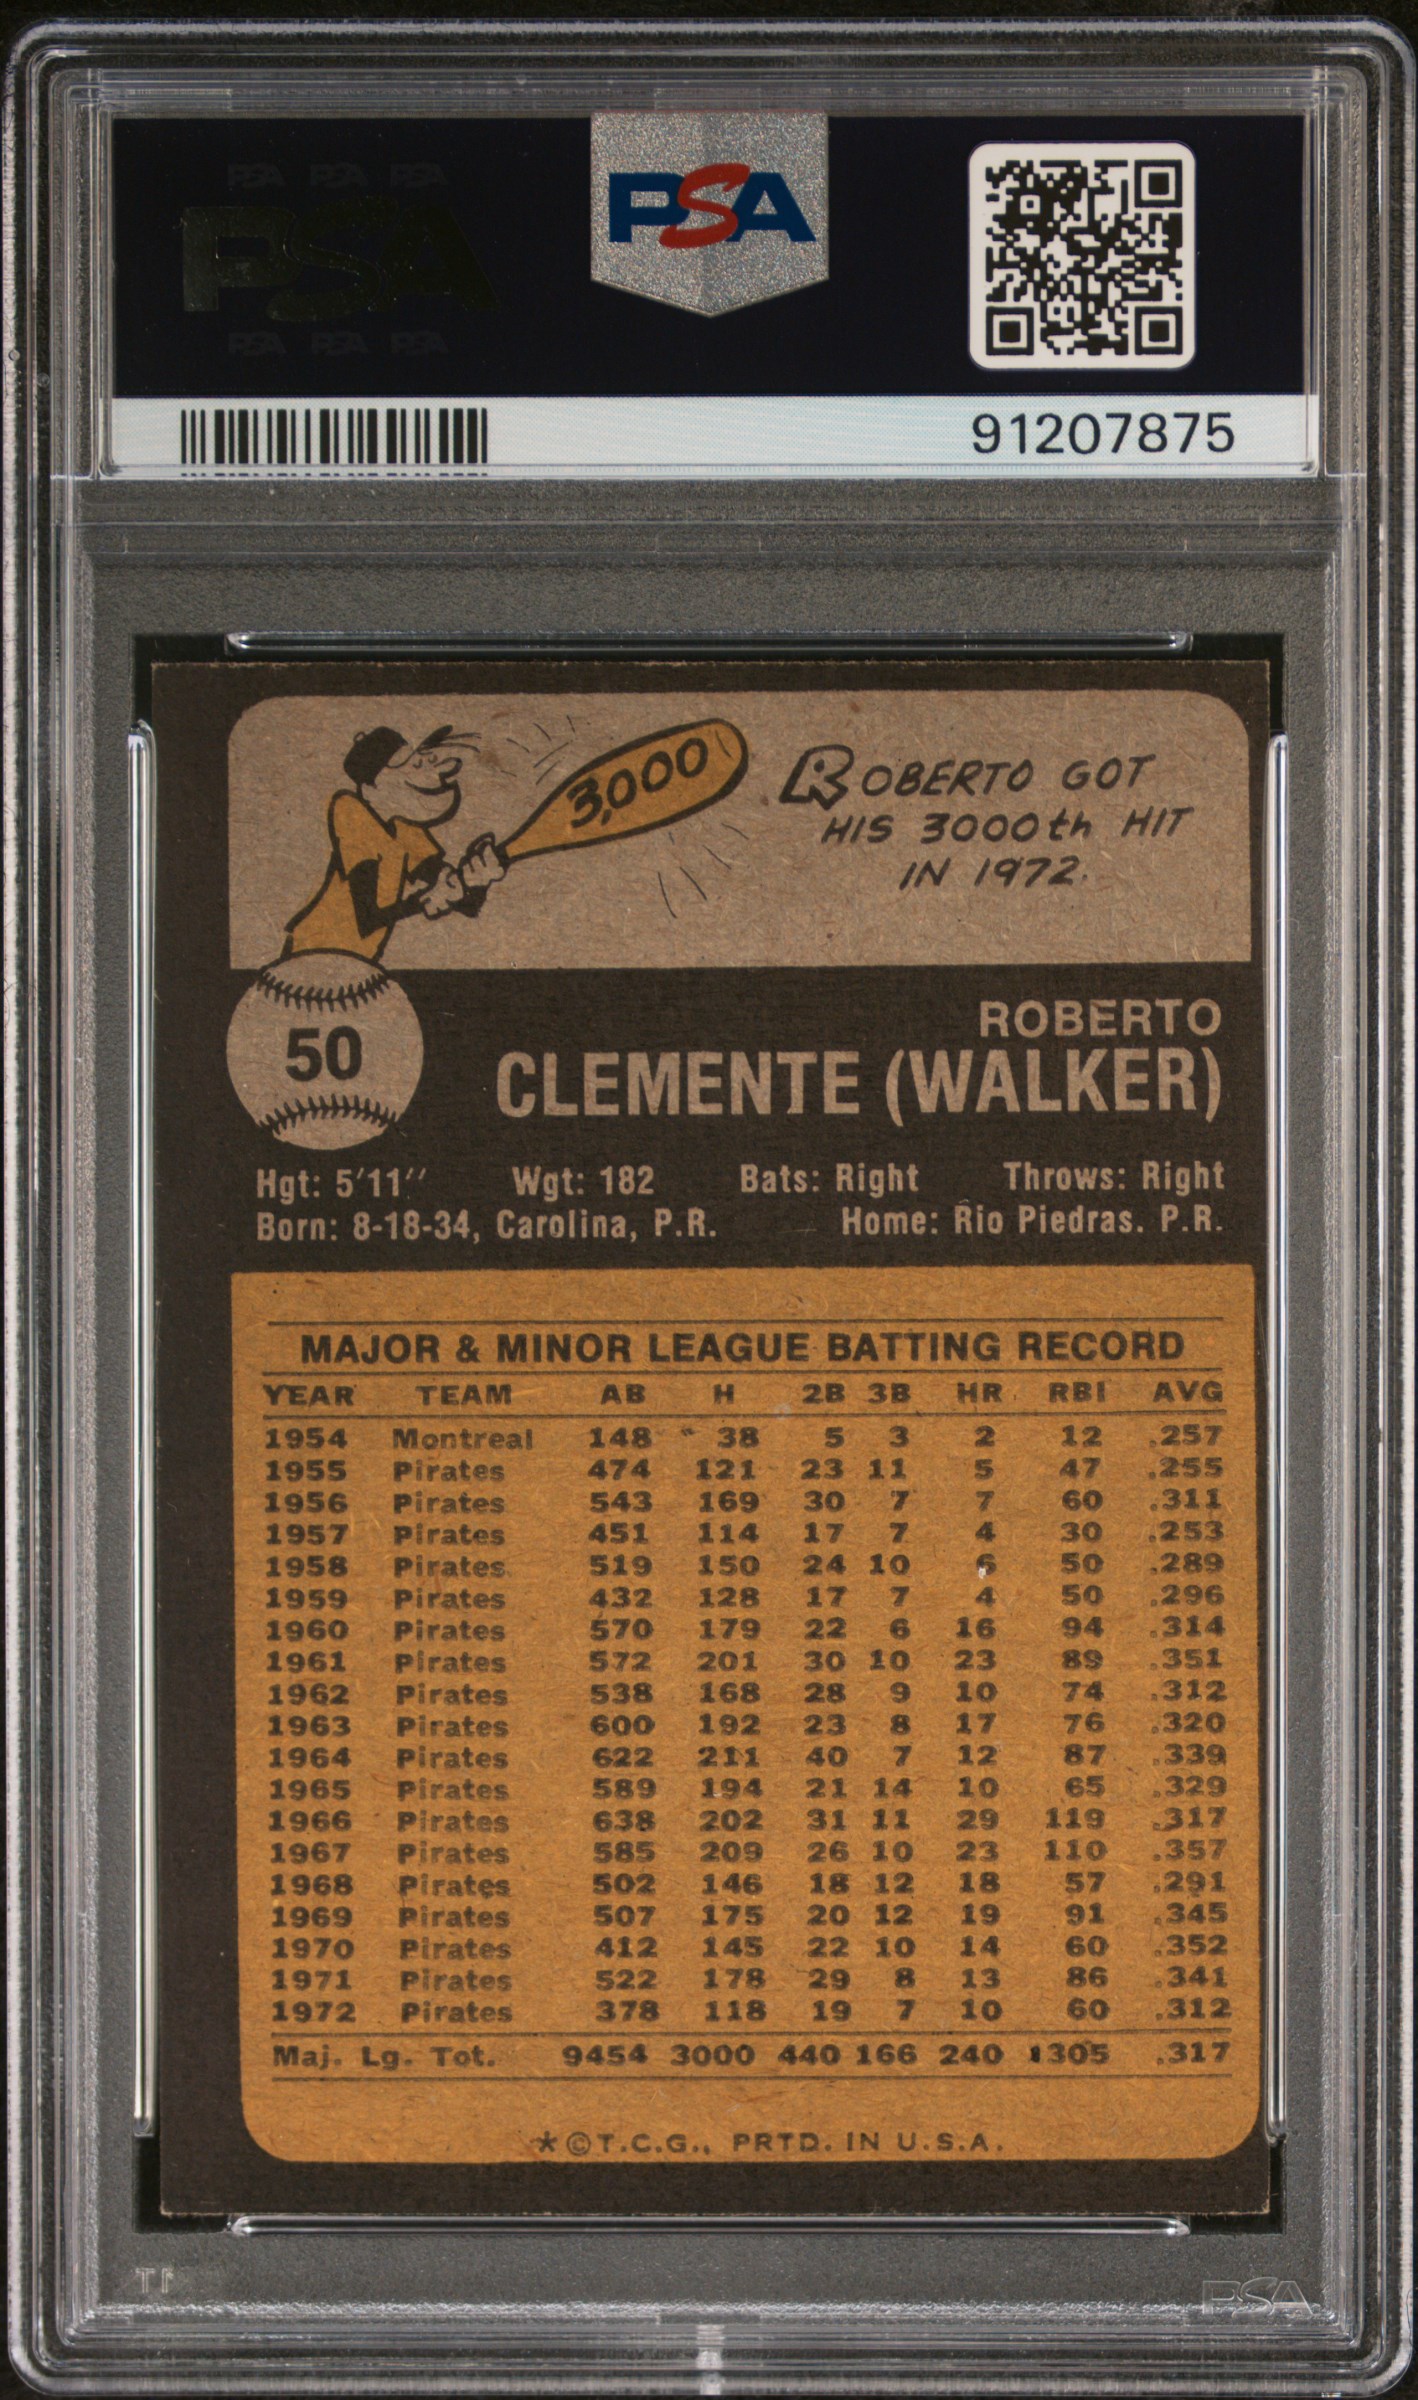 PSA PSA PSA
PSA
PSA PSA PSA
PSA
91207875
3,000
ROBERTO GOT
HIS 3000th HIT
IN 1972.
50
ROBERTO
CLEMENTE (WALKER)
Hgt: 5'11" Wgt: 182 Bats: Right Throws: Right
Born: 8-18-34, Carolina, P.R. Home: Rio Piedras. P.R.
MAJOR & MINOR LEAGUE BATTING RECORD
YEAR TEAM AB H 2B 3B HR RBI AVG
1954 Montreal 148 38 5 3 2 12 .257
1955 Pirates 474 121 23 11 5 47 .255
1956 Pirates 543 169 30 7 7 60 .311
1957 Pirates 451 114 17 7 4 30 .253
1958 Pirates 519 150 24 10 6 50 .289
1959 Pirates 432 128 17 7 4 50 .296
1960 Pirates 570 179 22 6 16 94 .314
1961 Pirates 572 201 30 10 23 89 .351
1962 Pirates 538 168 28 9 10 74 .312
1963 Pirates 600 192 23 8 17 76 .320
1964 Pirates 622 211 40 7 12 87 .339
1965 Pirates 589 194 21 14 10 65 .329
1966 Pirates 638 202 31 11 29 119 .317
1967 Pirates 585 209 26 10 23 110 .357
1968 Pirates 502 146 18 12 18 57 .291
1969 Pirates 507 175 20 12 19 91 .345
1970 Pirates 412 145 22 10 14 60 .352
1971 Pirates 522 178 29 8 13 86 .341
1972 Pirates 378 118 19 7 10 60 .312
Maj. Lg. Tot. 9454 3000 440 166 240 1305 .317
*©T.C.G., PRTD. IN U.S.A.
PSA